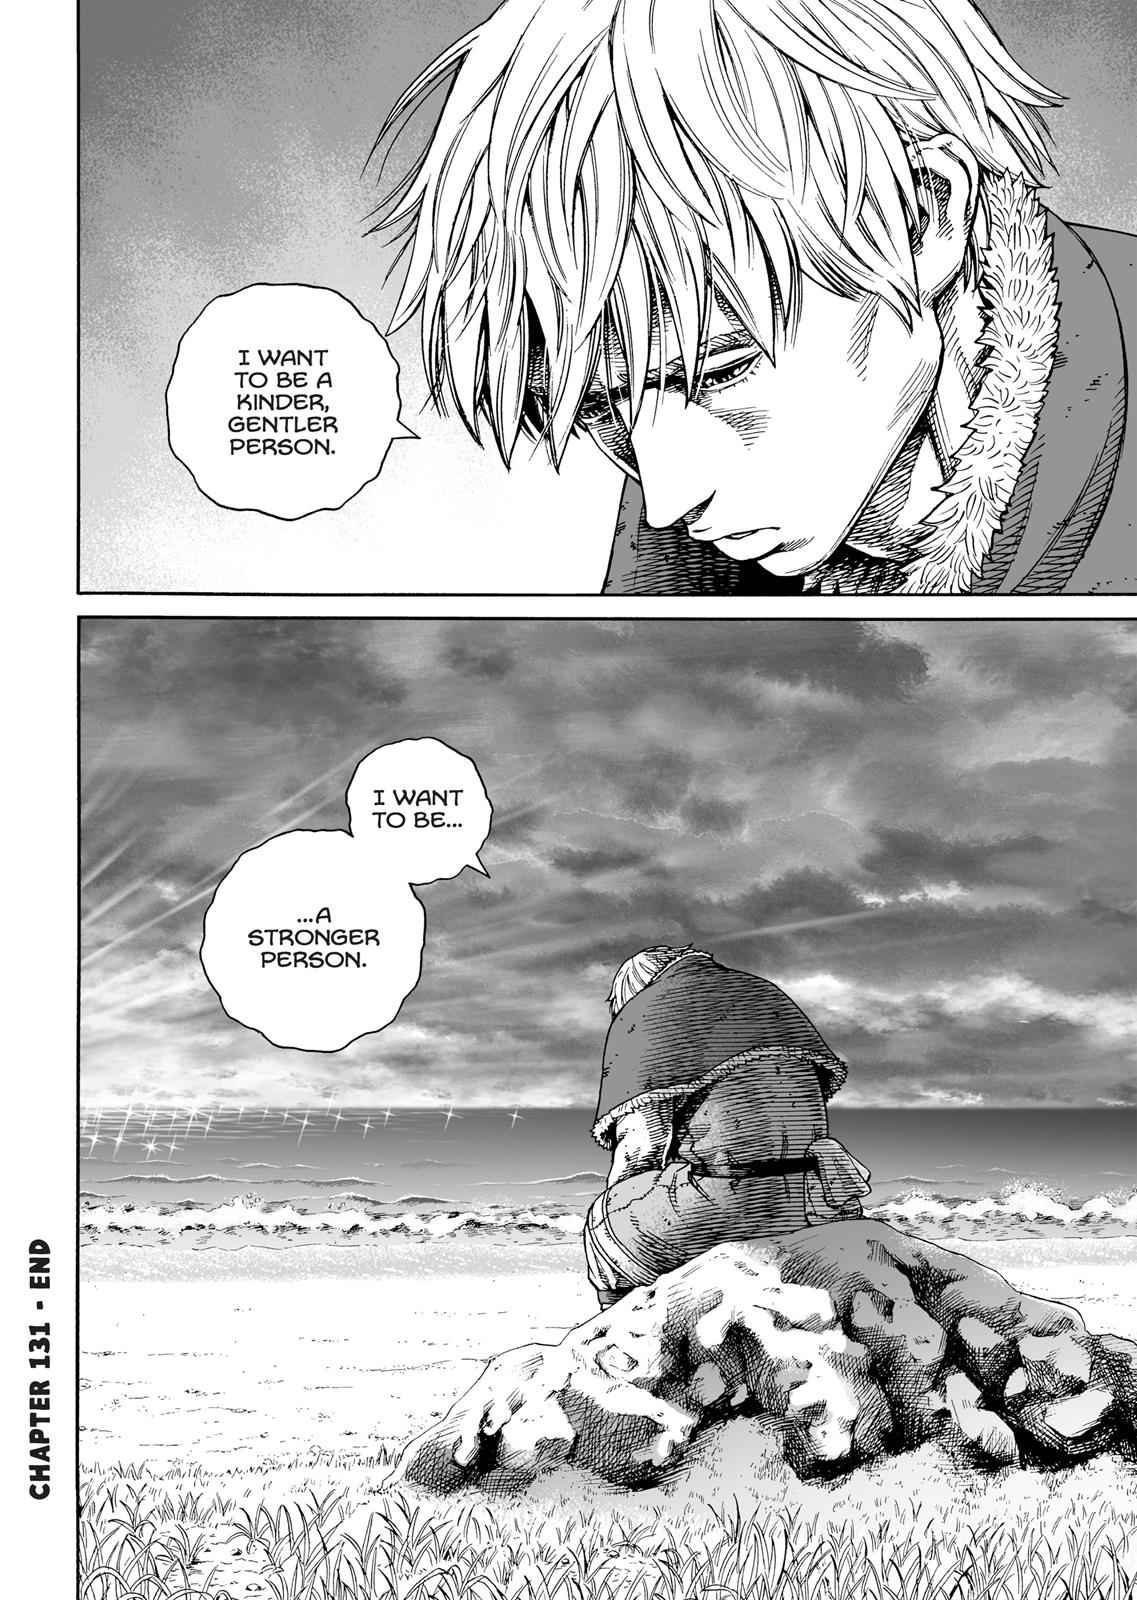 I WANT
TO BE A
KINDER,
GENTLER
PERSON.
I WANT
TO BE...
...A
STRONGER
PERSON.
CHAPTER 131 - END